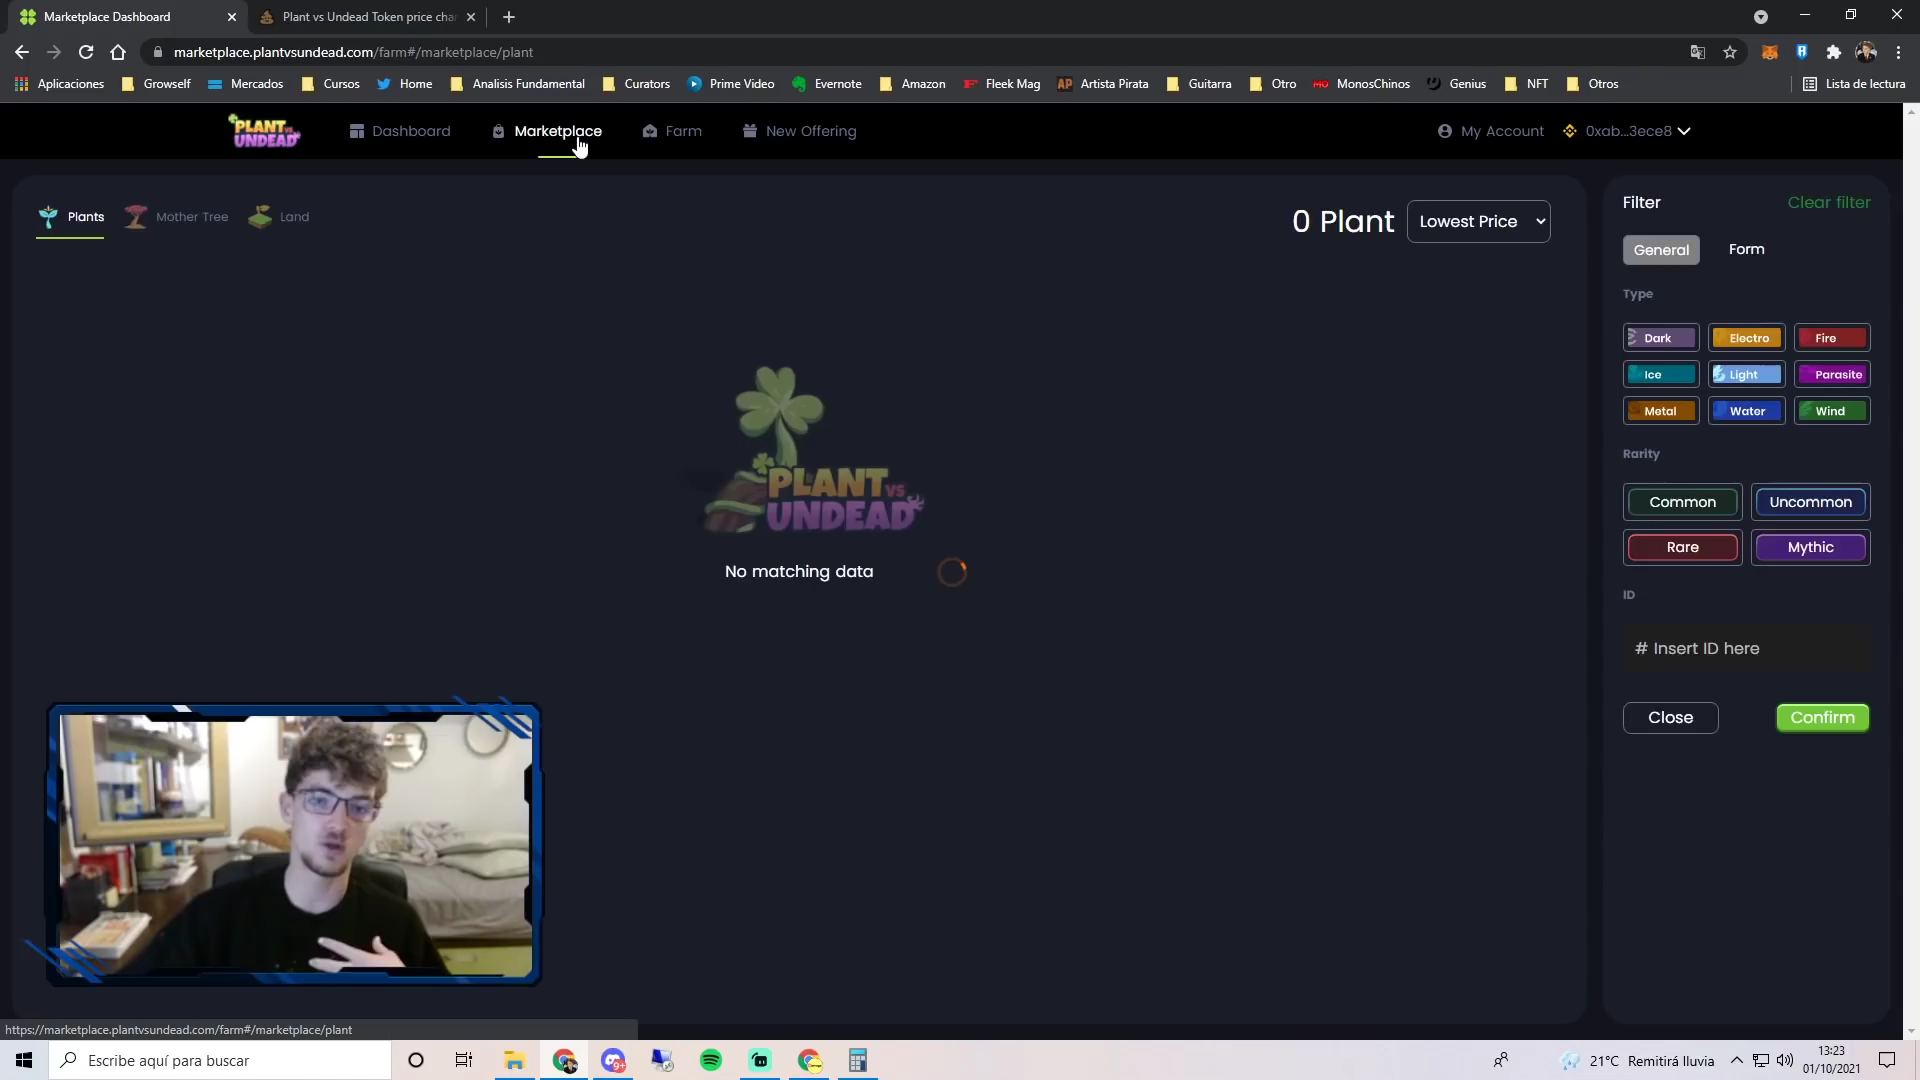 Marketplace Dashboard
Plant vs Undead Token price char
marketplace.plantvsundead.com/farm#/marketplace/plant
Aplicaciones
Growself
Mercados
Cursos
Home
Analisis Fundamental
Curators
Prime Video
Evernote
Amazon
Fleek Mag
AP Artista Pirata
Guitarra
Otro
MO MonosChinos
Genius
NFT
Otros
Lista de lectura
PLANT VS UNDEAD
Dashboard
Marketplace
Farm
New Offering
My Account
0xab...3ece8
Plants
Mother Tree
Land
0 Plant
Lowest Price
Filter
Clear filter
General
Form
Type
Dark
Electro
Fire
Ice
Light
Parasite
Metal
Water
Wind
Rarity
Common
Uncommon
Rare
Mythic
ID
# Insert ID here
Close
Confirm
PLANT VS
UNDEAD
No matching data
https://marketplace.plantvsundead.com/farm#/marketplace/plant
Escribe aquí para buscar
9+
21°C Remitirá lluvia
13:23
01/10/2021